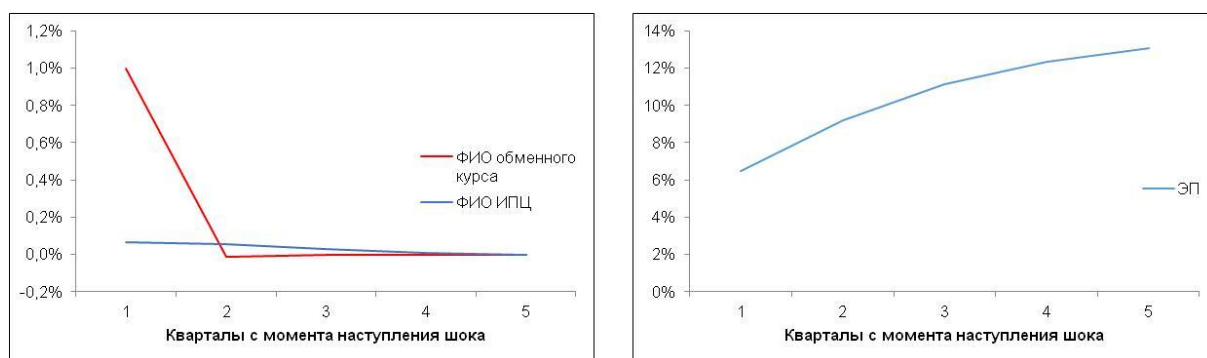 1,2%
1,0%
0,8%
0,6%
0,4%
0,2%
0,0%
-0,2%
1 2 3 4 5
Кварталы с момента наступления шока
ФИО обменного
курса
ФИО ИПЦ
14%
12%
10%
8%
6%
4%
2%
0%
1 2 3 4 5
Кварталы с момента наступления шока
ЭП